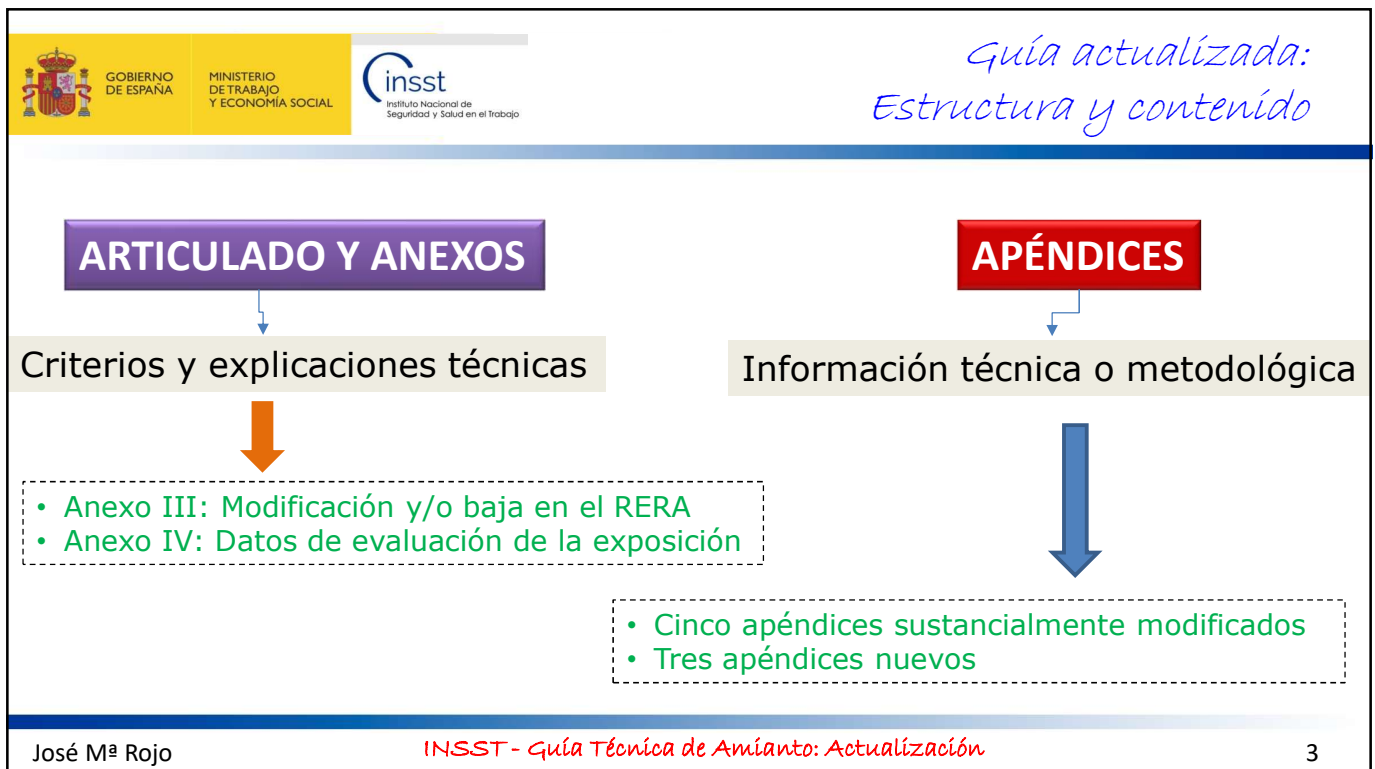 GOBIERNO
DE ESPAÑA
MINISTERIO
DE TRABAJO
Y ECONOMÍA SOCIAL
insst
Instituto Nacional de
Seguridad y Salud en el Trabajo
Guía actualizada:
Estructura y contenido
ARTICULADO Y ANEXOS
Criterios y explicaciones técnicas
• Anexo III: Modificación y/o baja en el RERA
• Anexo IV: Datos de evaluación de la exposición
APÉNDICES
Información técnica o metodológica
• Cinco apéndices sustancialmente modificados
• Tres apéndices nuevos
José Mª Rojo
INSST - Guía Técnica de Amianto: Actualización
3